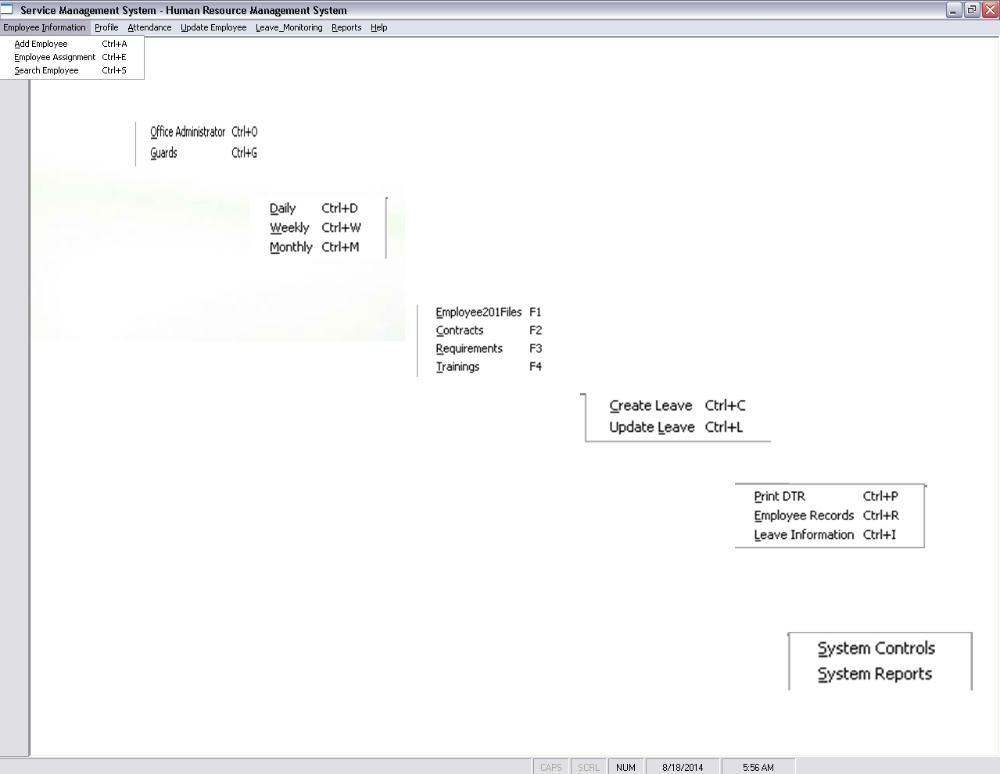 Service Management System - Human Resource Management System
Employee Information Profile Attendance Update Employee Leave_Monitoring Reports Help
Add Employee Ctrl+A
Employee Assignment Ctrl+E
Search Employee Ctrl+S
Office Administrator Ctrl+O
Guards Ctrl+G
Daily Ctrl+D
Weekly Ctrl+W
Monthly Ctrl+M
Employee201Files F1
Contracts F2
Requirements F3
Trainings F4
Create Leave Ctrl+C
Update Leave Ctrl+L
Print DTR Ctrl+P
Employee Records Ctrl+R
Leave Information Ctrl+I
System Controls
System Reports
CAPS SCRL NUM 8/18/2014 5:56 AM